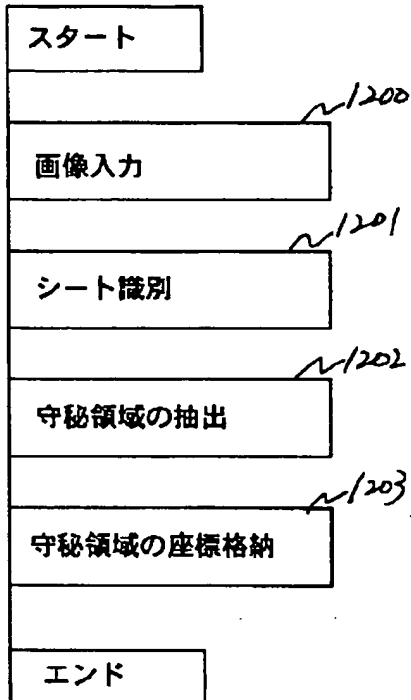 スタート
1200
画像入力
1201
シート識別
1202
守秘領域の抽出
1203
守秘領域の座標格納
エンド